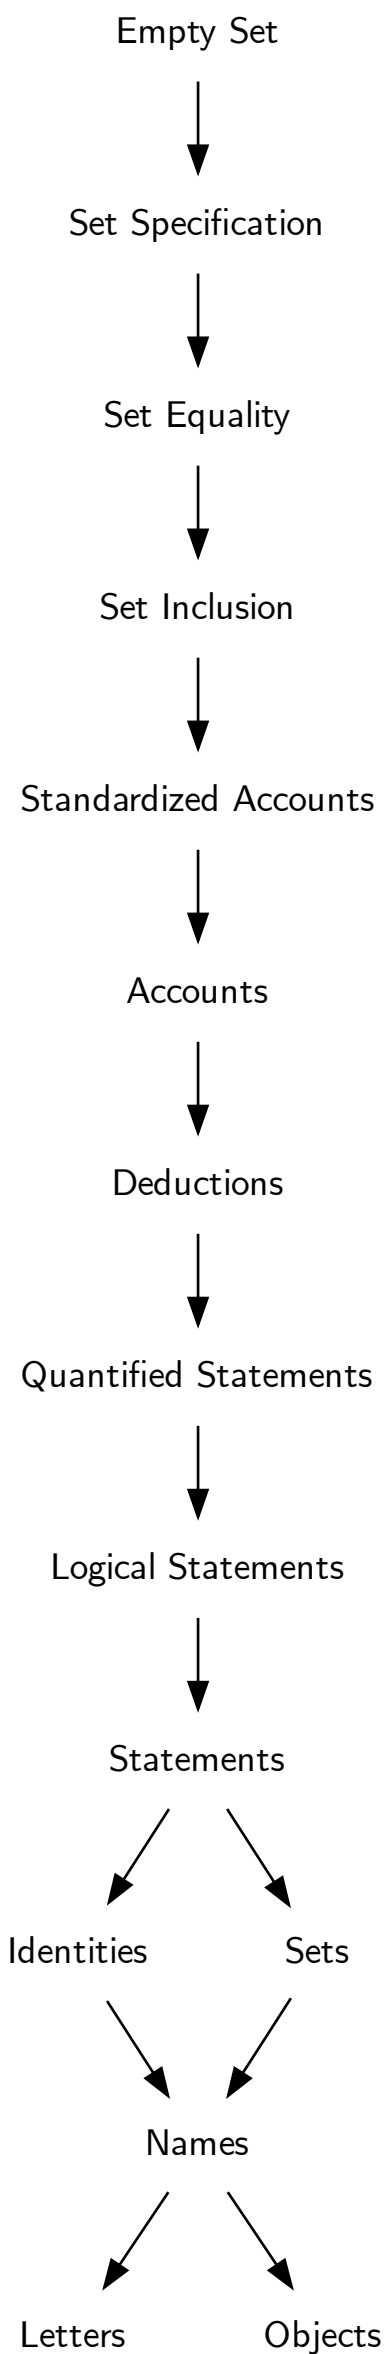 Empty Set
Set Specification
Set Equality
Set Inclusion
Standardized Accounts
Accounts
Deductions
Quantified Statements
Logical Statements
Statements
Identities Sets
Names
Letters Objects